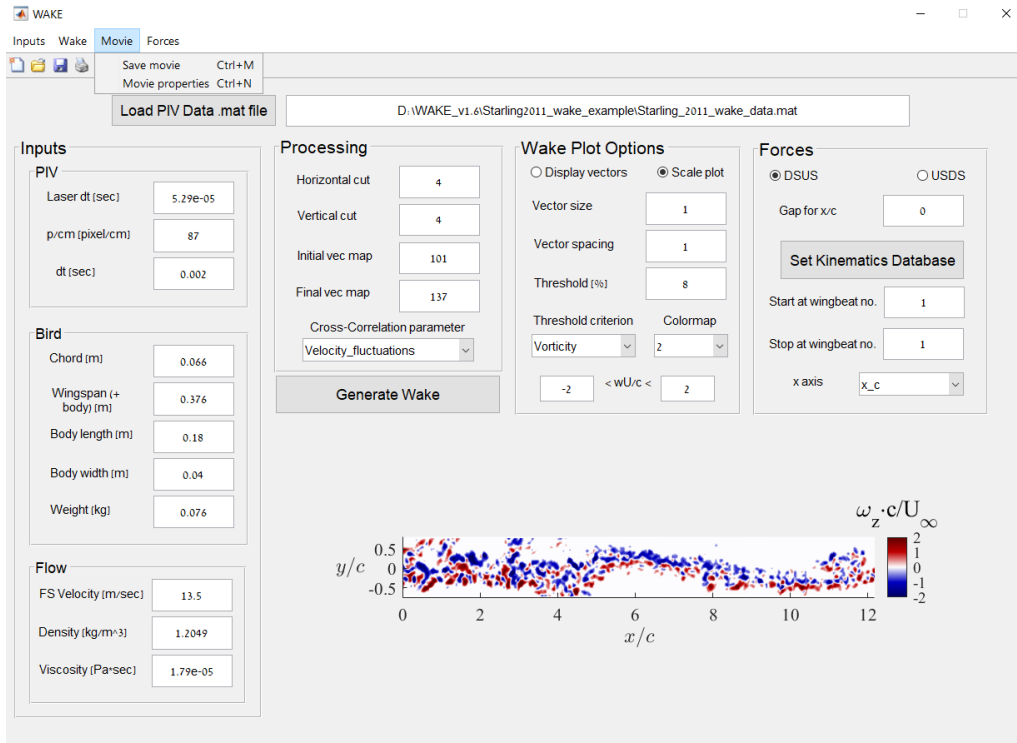 WAKE
Inputs Wake Movie Forces
Save movie Ctrl+M
Movie properties Ctrl+N
Load PIV Data .mat file
D:\WAKE_v1.6\Starling2011_wake_example\Starling_2011_wake_data.mat
Inputs
PIV
Laser dt [sec] 5.29e-05
p/cm [pixel/cm] 87
dt [sec] 0.002
Bird
Chord [m] 0.066
Wingspan (+
body) [m] 0.376
Body length [m] 0.18
Body width [m] 0.04
Weight [kg] 0.076
Flow
FS Velocity [m/sec] 13.5
Density [kg/m^3] 1.2049
Viscosity [Pa*sec] 1.79e-05
Processing
Horizontal cut 4
Vertical cut 4
Initial vec map 101
Final vec map 137
Cross-Correlation parameter
Velocity_fluctuations
Generate Wake
Wake Plot Options
Display vectors Scale plot
Vector size 1
Vector spacing 1
Threshold [%] 8
Threshold criterion Colormap
Vorticity 2
-2 < wU/c < 2
Forces
DSUS USDS
Gap for x/c 0
Set Kinematics Database
Start at wingbeat no. 1
Stop at wingbeat no. 1
x axis x_c
ω_z·c/U_∞
y/c
0.5
0
-0.5
0 2 4 6 8 10 12
x/c
2
1
0
-1
-2